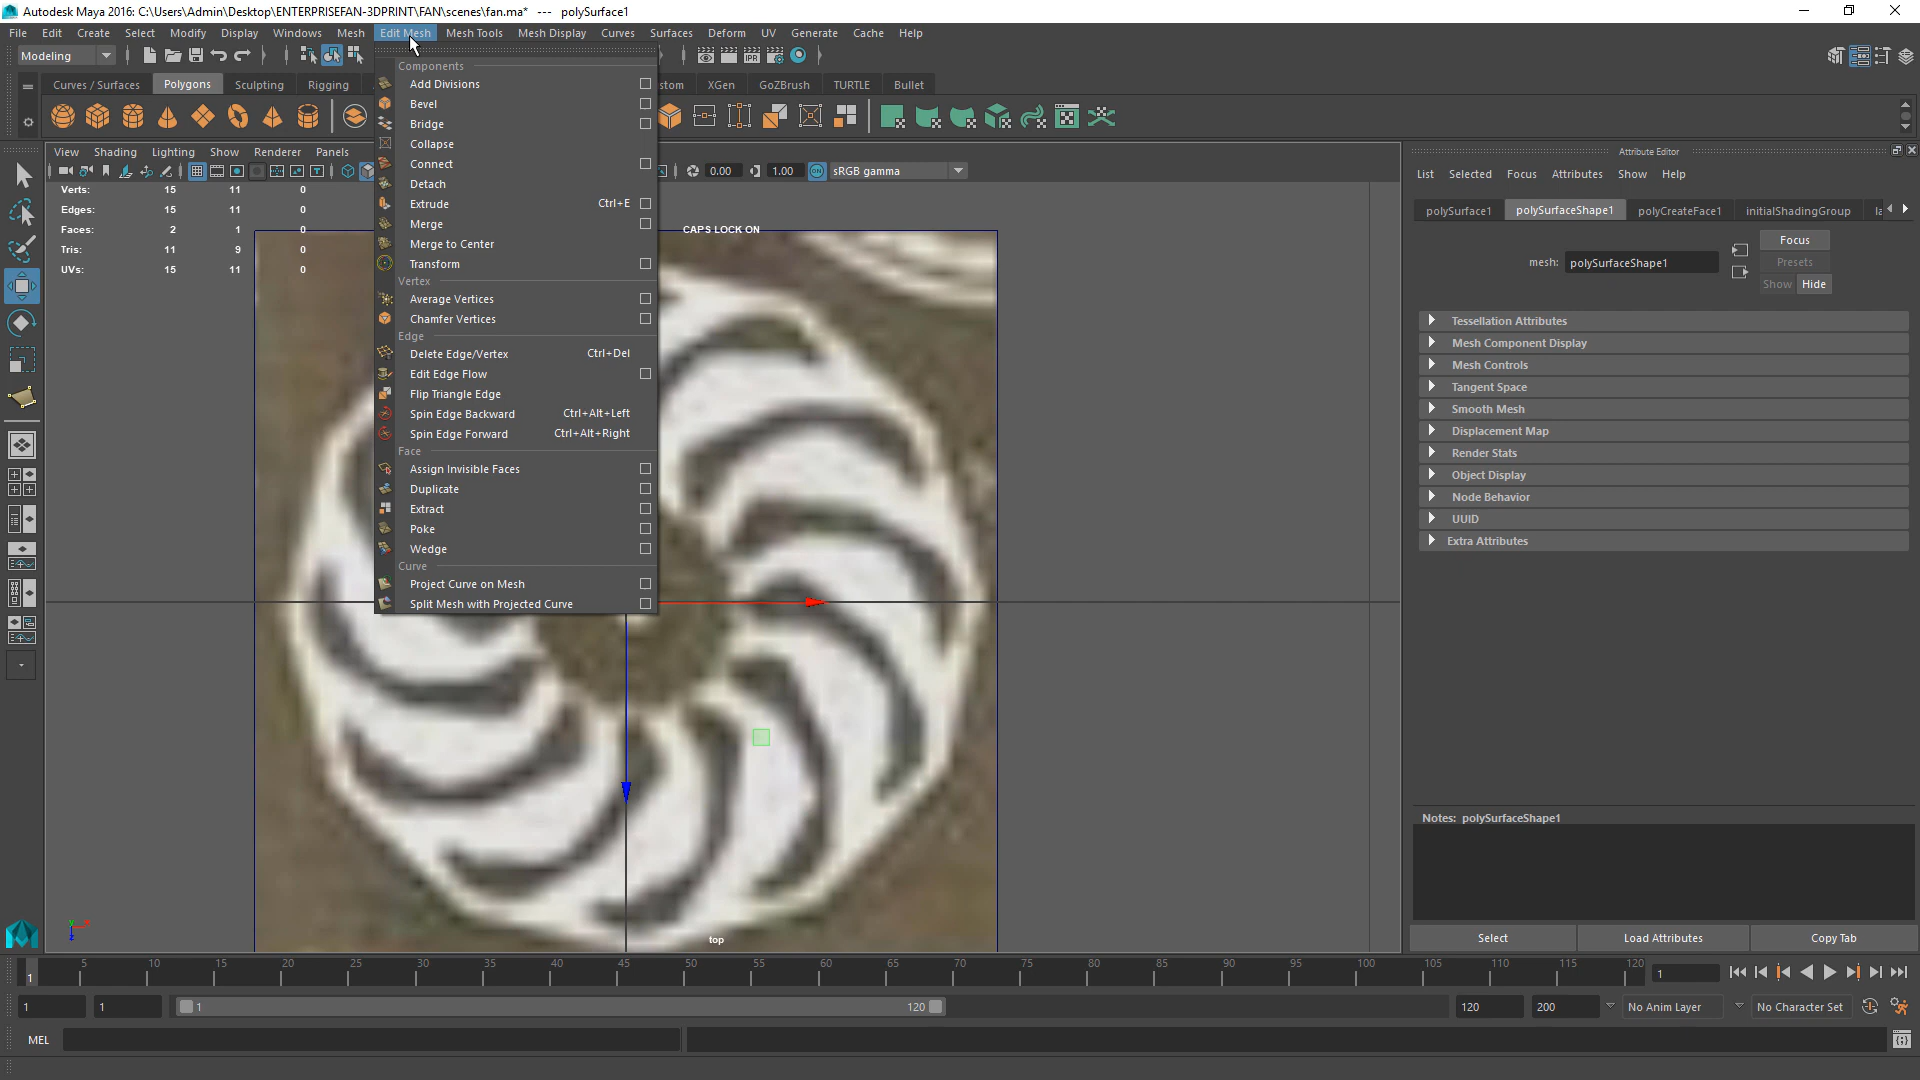 Autodesk Maya 2016: C:\Users\Admin\Desktop\ENTERPRISEFAN-3DPRINT\FAN\scenes\fan.ma* --- polySurface1
File Edit Create Select Modify Display Windows Mesh Edit Mesh Mesh Tools Mesh Display Curves Surfaces Deform UV Generate Cache Help
Modeling
Curves / Surfaces Polygons Sculpting Rigging stom XGen GoZBrush TURTLE Bullet
View Shading Lighting Show Renderer Panels
0.00 1.00 ON sRGB gamma
Verts: 15 11 0
Edges: 15 11 0
Faces: 2 1 0
Tris: 11 9 0
UVs: 15 11 0
CAPS LOCK ON
Components
Add Divisions
Bevel
Bridge
Collapse
Connect
Detach
Extrude Ctrl+E
Merge
Merge to Center
Transform
Vertex
Average Vertices
Chamfer Vertices
Edge
Delete Edge/Vertex Ctrl+Del
Edit Edge Flow
Flip Triangle Edge
Spin Edge Backward Ctrl+Alt+Left
Spin Edge Forward Ctrl+Alt+Right
Face
Assign Invisible Faces
Duplicate
Extract
Poke
Wedge
Curve
Project Curve on Mesh
Split Mesh with Projected Curve
top
Attribute Editor
List Selected Focus Attributes Show Help
polySurface1 polySurfaceShape1 polyCreateFace1 initialShadingGroup
mesh: polySurfaceShape1
Focus
Presets
Show Hide
Tessellation Attributes
Mesh Component Display
Mesh Controls
Tangent Space
Smooth Mesh
Displacement Map
Render Stats
Object Display
Node Behavior
UUID
Extra Attributes
Notes: polySurfaceShape1
Select Load Attributes Copy Tab
1 5 10 15 20 25 30 35 40 45 50 55 60 65 70 75 80 85 90 95 100 105 110 115 120 1
1 1 1 120 120 200 No Anim Layer No Character Set
MEL